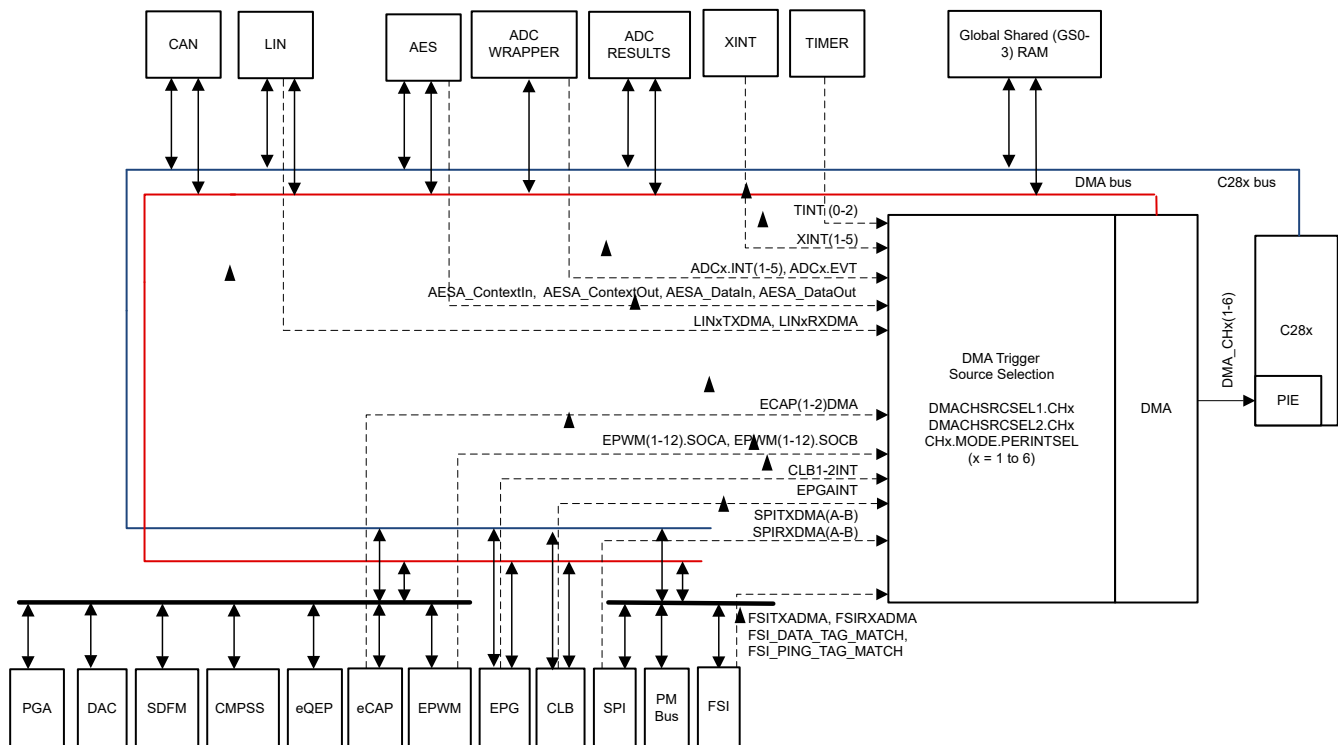 CAN
LIN
AES
ADC
WRAPPER
ADC
RESULTS
XINT
TIMER
Global Shared (GS0-
3) RAM
DMA bus
C28x bus
TINT (0-2)
XINT(1-5)
ADCx.INT(1-5), ADCx.EVT
AESA_ContextIn, AESA_ContextOut, AESA_DataIn, AESA_DataOut
LINxTXDMA, LINxRXDMA
ECAP(1-2)DMA
EPWM(1-12).SOCA, EPWM(1-12).SOCB
CLB1-2INT
EPGAINT
SPITXDMA(A-B)
SPIRXDMA(A-B)
FSITXADMA, FSIRXADMA
FSI_DATA_TAG_MATCH,
FSI_PING_TAG_MATCH
DMA Trigger
Source Selection
DMACHSRCSEL1.CHx
DMACHSRCSEL2.CHx
CHx.MODE.PERINTSEL
(x = 1 to 6)
DMA
DMA_CHx(1-6)
C28x
PIE
PGA
DAC
SDFM
CMPSS
eQEP
eCAP
EPWM
EPG
CLB
SPI
PM
Bus
FSI